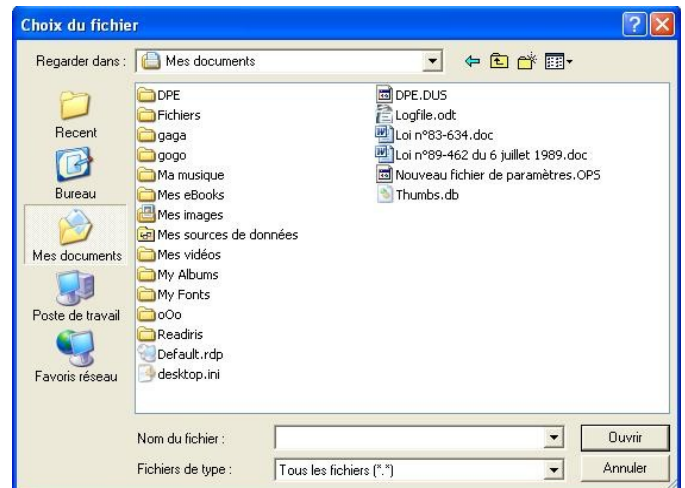 Choix du fichier
Regarder dans :
Mes documents
Recent
Bureau
Mes documents
Poste de travail
Favoris réseau
DPE
Fichiers
gaga
gogo
Ma musique
Mes eBooks
Mes images
Mes sources de données
Mes vidéos
My Albums
My Fonts
oOo
Readiris
Default.rdp
desktop.ini
DPE.DUS
Logfile.odt
Loi n°83-634.doc
Loi n°89-462 du 6 juillet 1989.doc
Nouveau fichier de paramètres.OPS
Thumbs.db
Nom du fichier :
Ouvrir
Fichiers de type :
Tous les fichiers (*.*)
Annuler